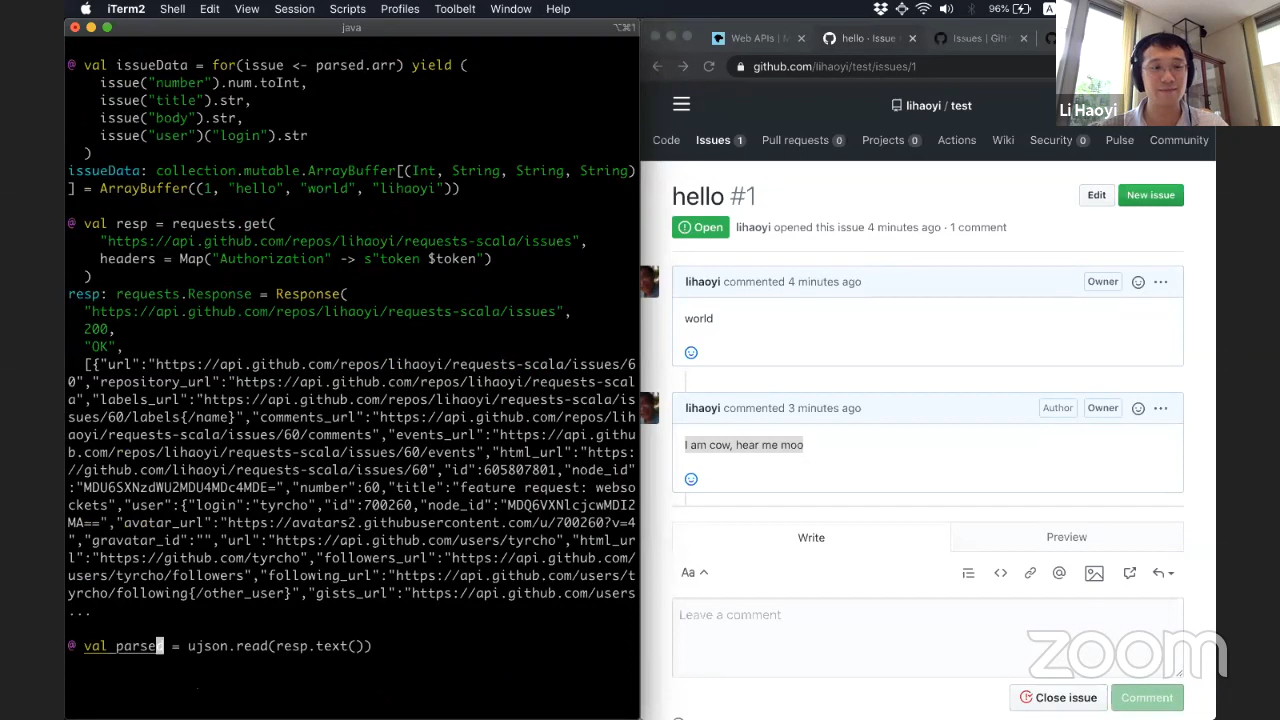 iTerm2 Shell Edit View Session Scripts Profiles Toolbelt Window Help
96%
A
java
⌥⌘1
@ val issueData = for(issue <- parsed.arr) yield (
issue("number").num.toInt,
issue("title").str,
issue("body").str,
issue("user")("login").str
)
issueData: collection.mutable.ArrayBuffer[(Int, String, String, String)
] = ArrayBuffer((1, "hello", "world", "lihaoyi"))
@ val resp = requests.get(
"https://api.github.com/repos/lihaoyi/requests-scala/issues",
headers = Map("Authorization" -> s"token $token")
)
resp: requests.Response = Response(
"https://api.github.com/repos/lihaoyi/requests-scala/issues",
200,
"OK",
[{"url":"https://api.github.com/repos/lihaoyi/requests-scala/issues/6
0","repository_url":"https://api.github.com/repos/lihaoyi/requests-scal
a","labels_url":"https://api.github.com/repos/lihaoyi/requests-scala/is
sues/60/labels{/name}","comments_url":"https://api.github.com/repos/lih
aoyi/requests-scala/issues/60/comments","events_url":"https://api.githu
b.com/repos/lihaoyi/requests-scala/issues/60/events","html_url":"https:
//github.com/lihaoyi/requests-scala/issues/60","id":605807801,"node_id"
:"MDU6SXNzdWU2MDU4MDc4MDE=","number":60,"title":"feature request: webso
ckets","user":{"login":"tyrcho","id":700260,"node_id":"MDQ6VXNlcjcwMDI2
MA==","avatar_url":"https://avatars2.githubusercontent.com/u/700260?v=4
","gravatar_id":"","url":"https://api.github.com/users/tyrcho","html_ur
l":"https://github.com/tyrcho","followers_url":"https://api.github.com/
users/tyrcho/followers","following_url":"https://api.github.com/users/t
yrcho/following{/other_user}","gists_url":"https://api.github.com/users
...
@ val parsed = ujson.read(resp.text())
Web APIs | M
hello · Issue
Issues | GitH
github.com/lihaoyi/test/issues/1
Li Haoyi
lihaoyi / test
Code Issues 1 Pull requests 0 Projects 0 Actions Wiki Security 0 Pulse Community
hello #1
Edit New issue
Open lihaoyi opened this issue 4 minutes ago · 1 comment
lihaoyi commented 4 minutes ago Owner
world
lihaoyi commented 3 minutes ago Author Owner
I am cow, hear me moo
Write Preview
Aa
Leave a comment
zoom
Close issue Comment